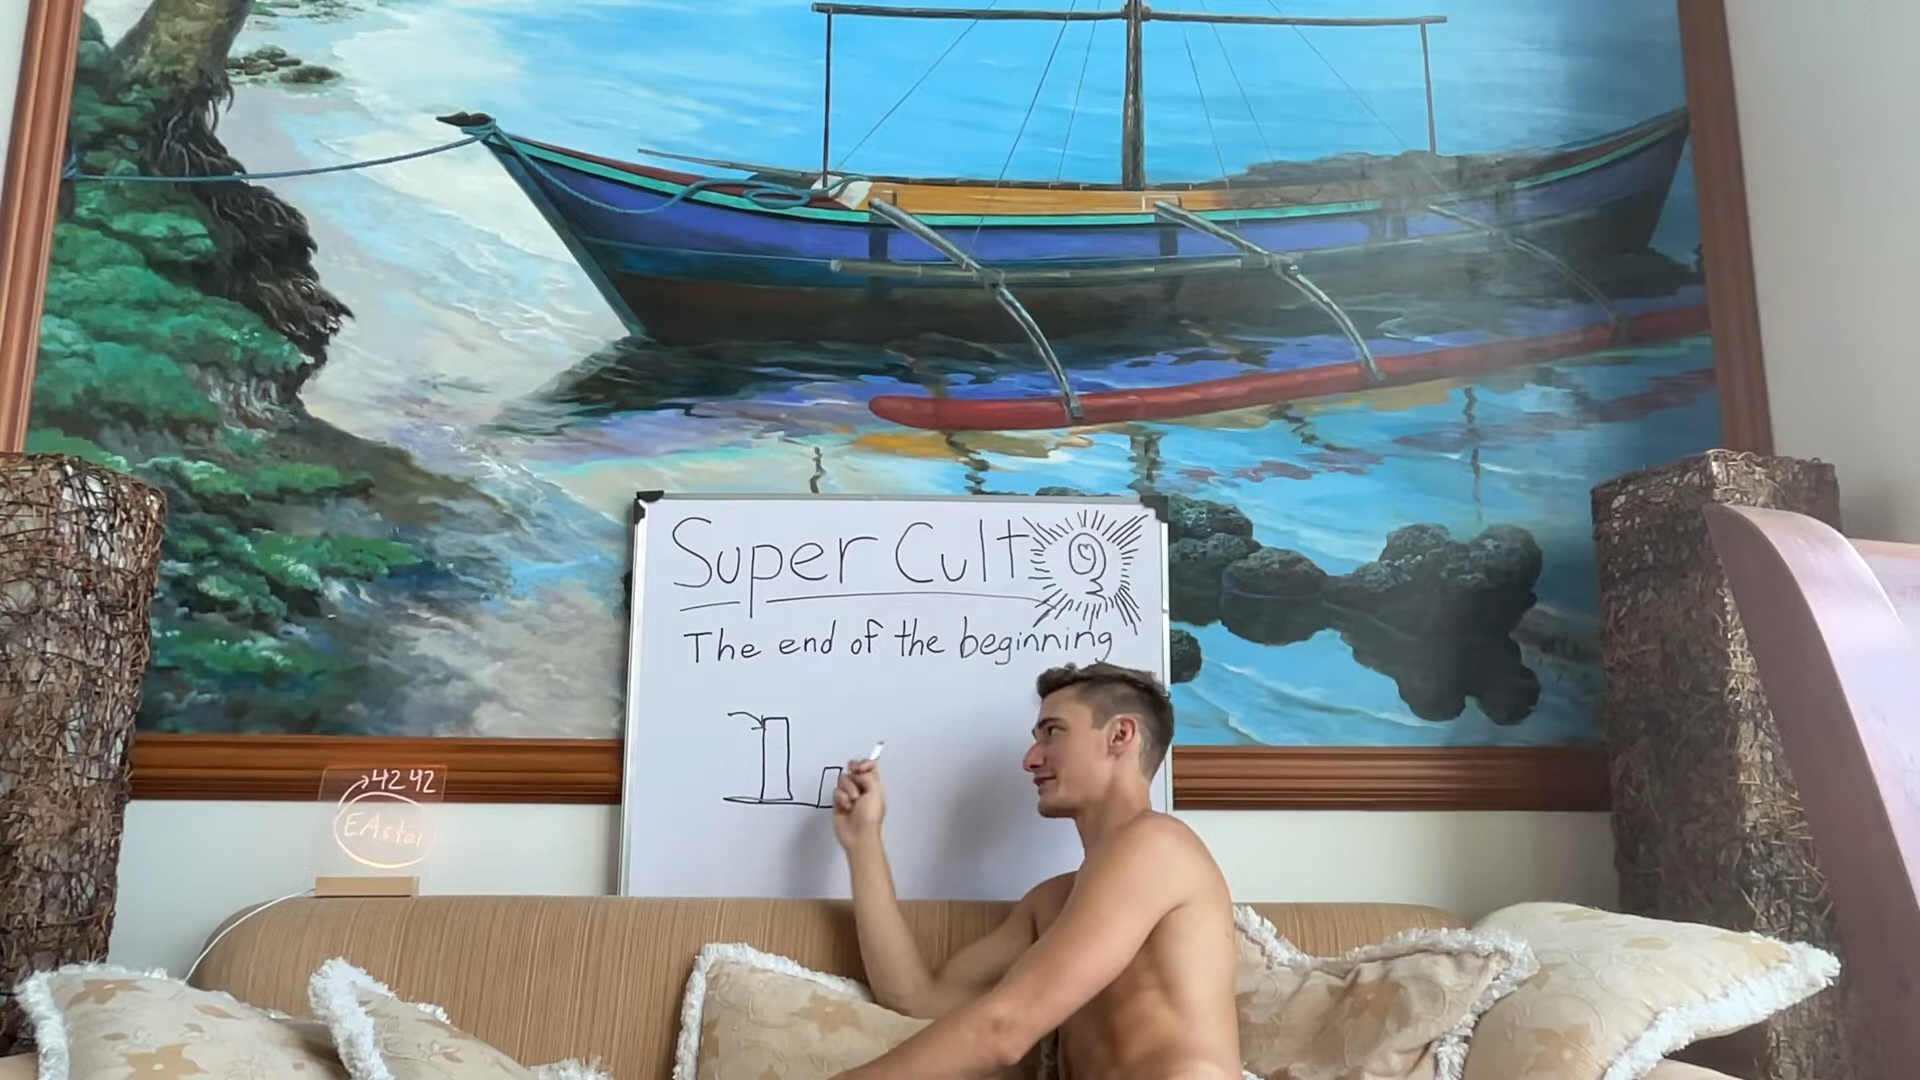 Super Cult
The end of the beginning
42 42
EAster